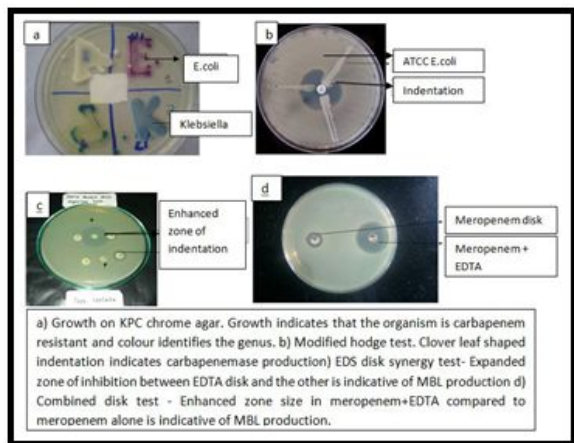 a
E.coli
Klebsiella
b
ATCC E.coli
Indentation
c
Enhanced
zone of
indentation
d
Meropenem disk
Meropenem +
EDTA
a) Growth on KPC chrome agar. Growth indicates that the organism is carbapenem
resistant and colour identifies the genus. b) Modified hodge test. Clover leaf shaped
indentation indicates carbapenemase production) EDS disk synergy test- Expanded
zone of inhibition between EDTA disk and the other is indicative of MBL production d)
Combined disk test - Enhanced zone size in meropenem+EDTA compared to
meropenem alone is indicative of MBL production.